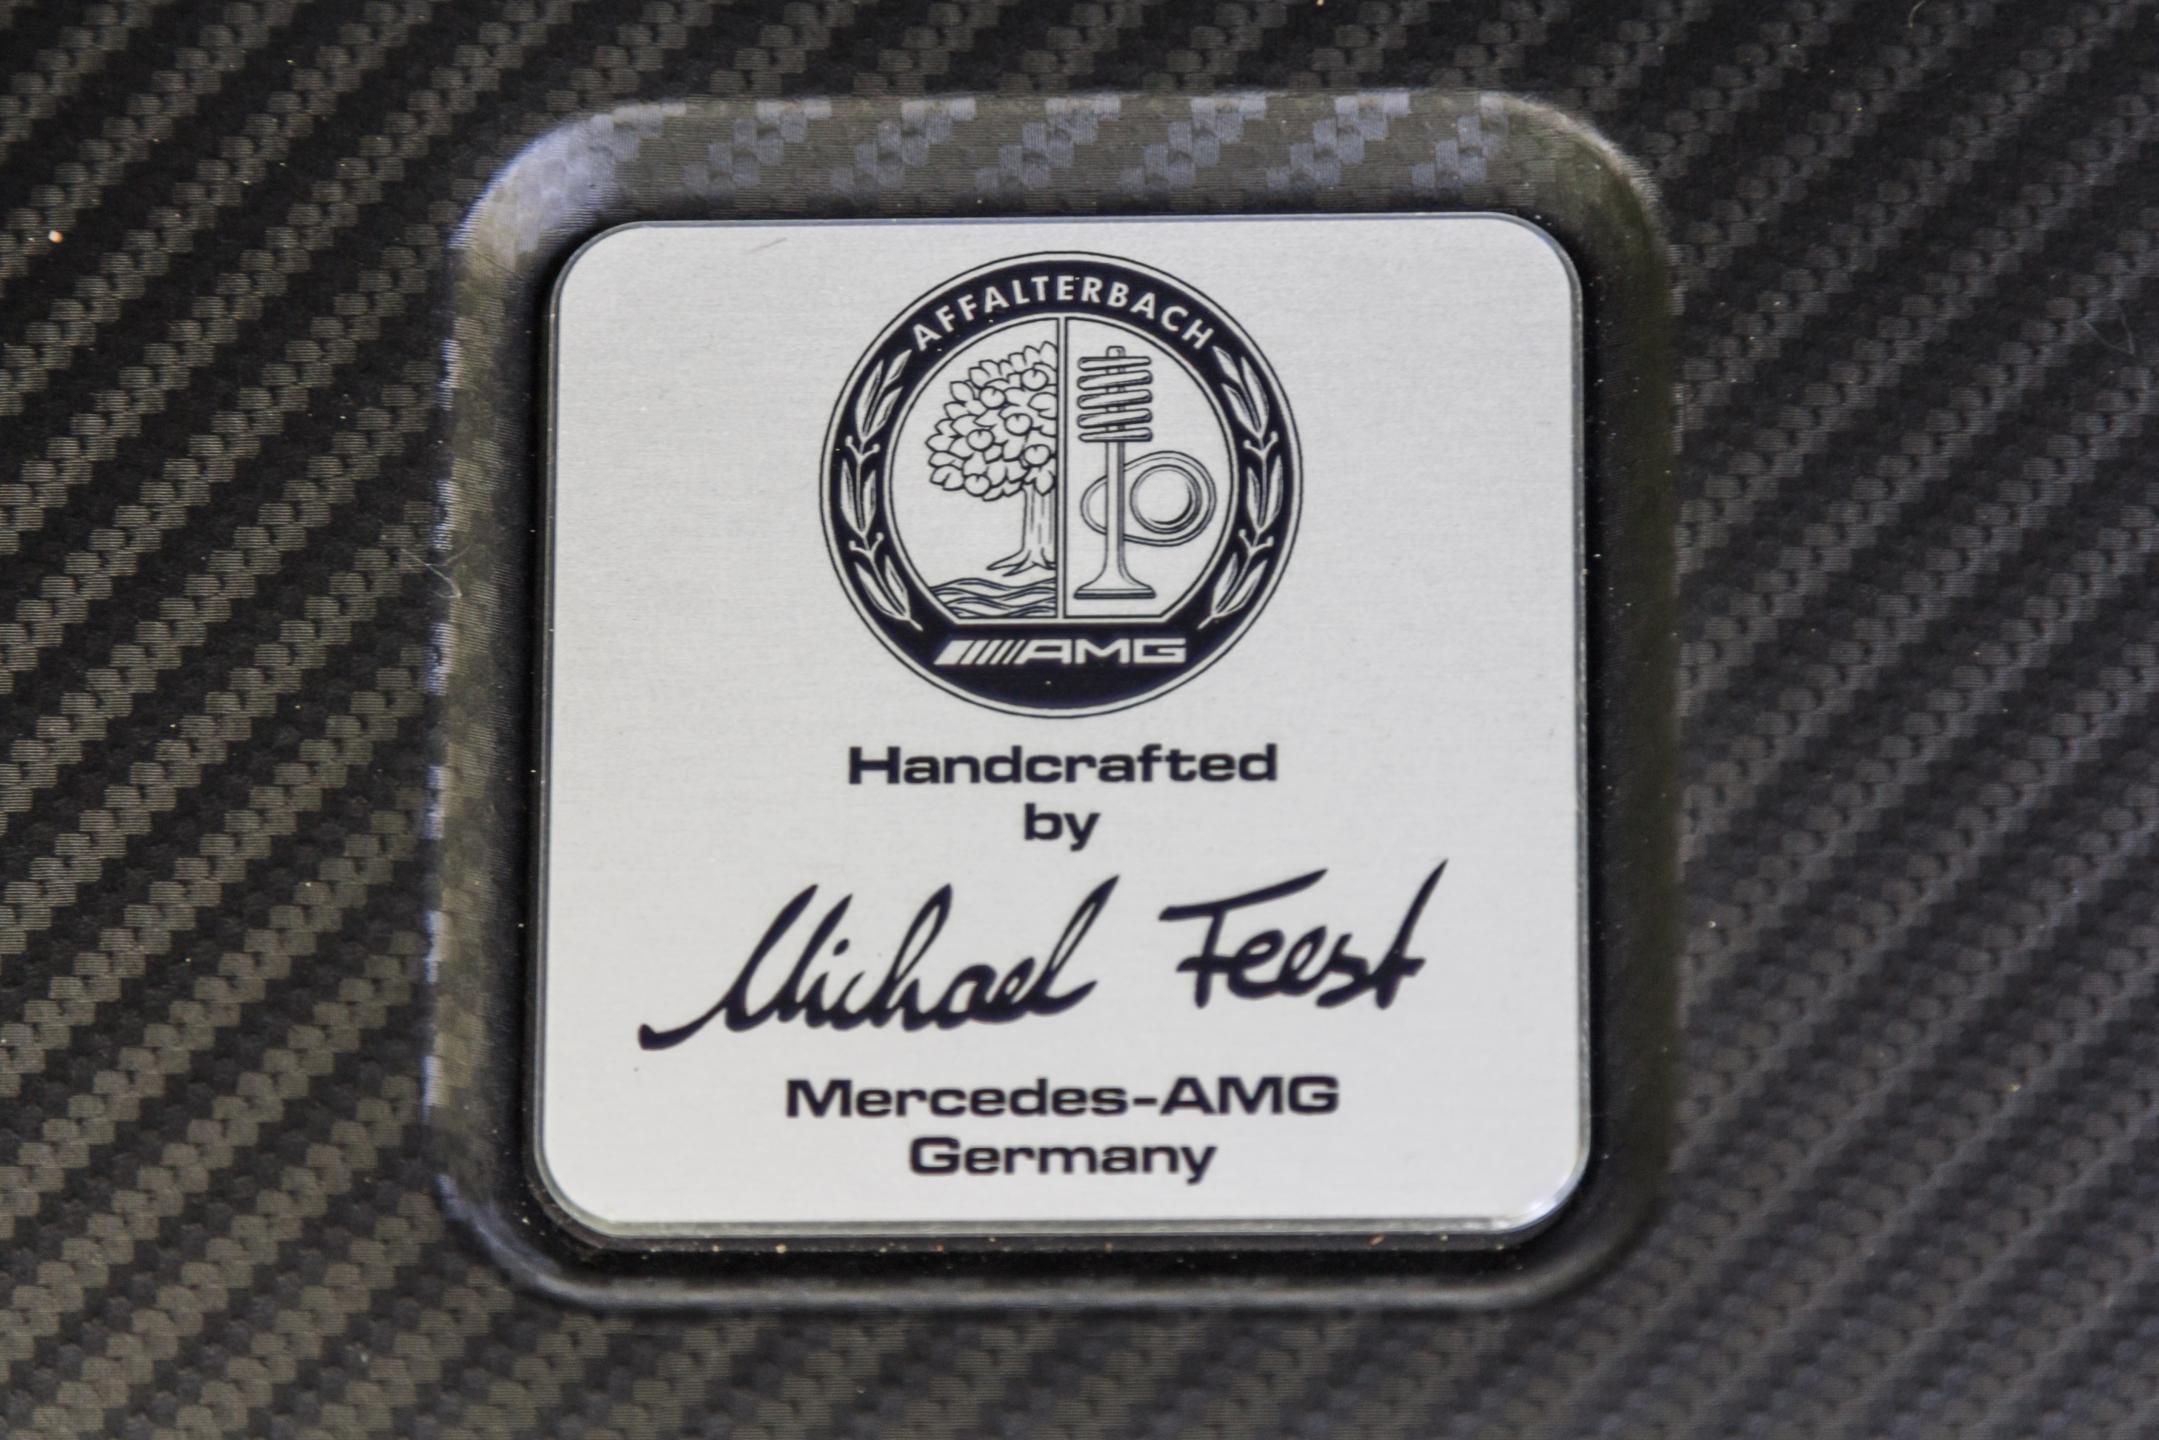 AFFALTERBACH
AMG
Handcrafted
by
Michael Feest
Mercedes-AMG
Germany